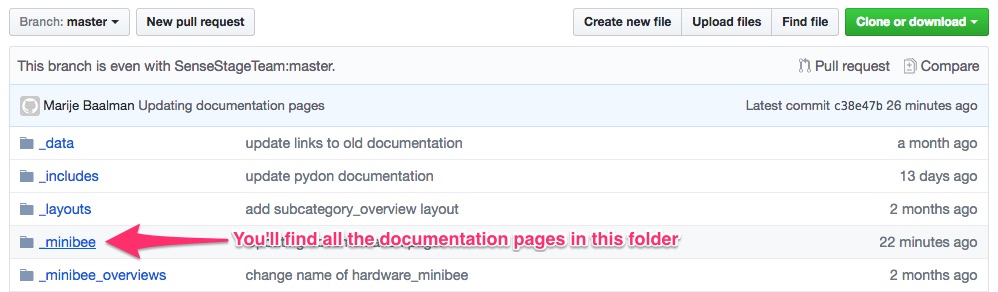 Branch: master
New pull request
Create new file
Upload files
Find file
Clone or download
This branch is even with SenseStageTeam:master.
Pull request
Compare
Marije Baalman Updating documentation pages
Latest commit c38e47b 26 minutes ago
_data update links to old documentation a month ago
_includes update pydon documentation 13 days ago
_layouts add subcategory_overview layout 2 months ago
_minibee You'll find all the documentation pages in this folder 22 minutes ago
_minibee_overviews change name of hardware_minibee 2 months ago